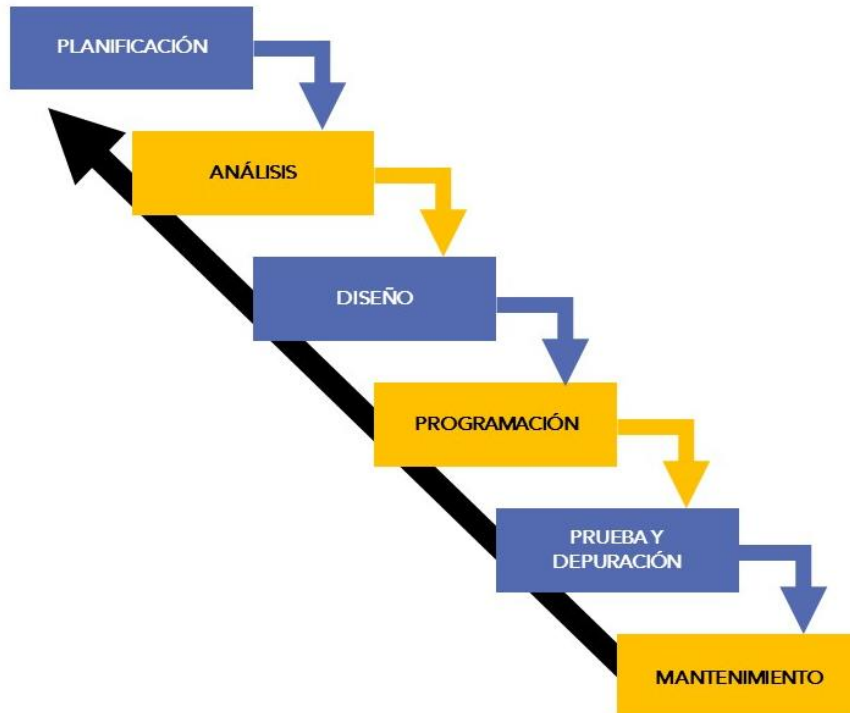 PLANIFICACIÓN
ANÁLISIS
DISEÑO
PROGRAMACIÓN
PRUEBA Y
DEPURACIÓN
MANTENIMIENTO